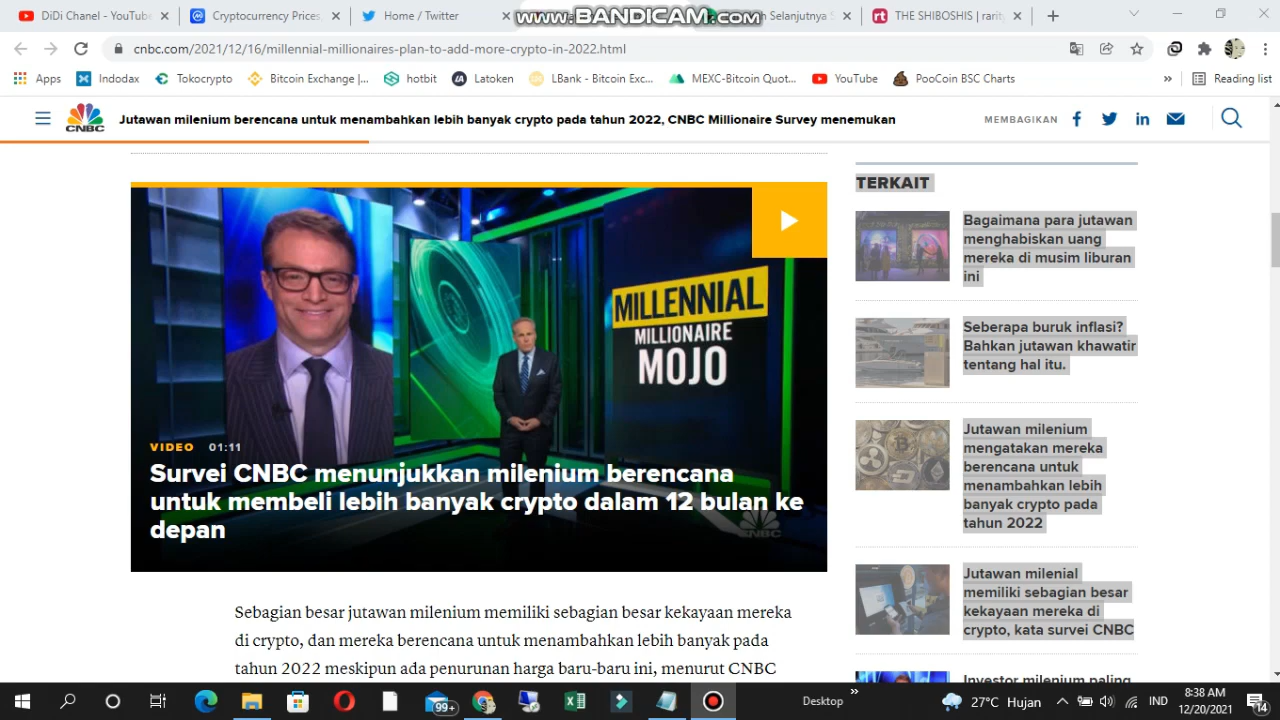 DiDi Chanel - YouTube
Cryptocurrency Prices,
Home / Twitter
www.BANDICAM.com
n Selanjutnya S
THE SHIBOSHIS | rarit
cnbc.com/2021/12/16/millennial-millionaires-plan-to-add-more-crypto-in-2022.html
Apps
Indodax
Tokocrypto
Bitcoin Exchange |...
hotbit
Latoken
LBank - Bitcoin Exc...
MEXC-Bitcoin Quot...
YouTube
PooCoin BSC Charts
»
Reading list
CNBC
Jutawan milenium berencana untuk menambahkan lebih banyak crypto pada tahun 2022, CNBC Millionaire Survey menemukan
MEMBAGIKAN
MILLENNIAL
MILLIONAIRE
MOJO
VIDEO 01:11
Survei CNBC menunjukkan milenium berencana
untuk membeli lebih banyak crypto dalam 12 bulan ke
depan
CNBC
Sebagian besar jutawan milenium memiliki sebagian besar kekayaan mereka
di crypto, dan mereka berencana untuk menambahkan lebih banyak pada
tahun 2022 meskipun ada penurunan harga baru-baru ini, menurut CNBC
TERKAIT
Bagaimana para jutawan
menghabiskan uang
mereka di musim liburan
ini
Seberapa buruk inflasi?
Bahkan jutawan khawatir
tentang hal itu.
Jutawan milenium
mengatakan mereka
berencana untuk
menambahkan lebih
banyak crypto pada
tahun 2022
Jutawan milenial
memiliki sebagian besar
kekayaan mereka di
crypto, kata survei CNBC
Investor milenium paling
99+
Desktop
»
27°C Hujan
IND
8:38 AM
12/20/2021
14